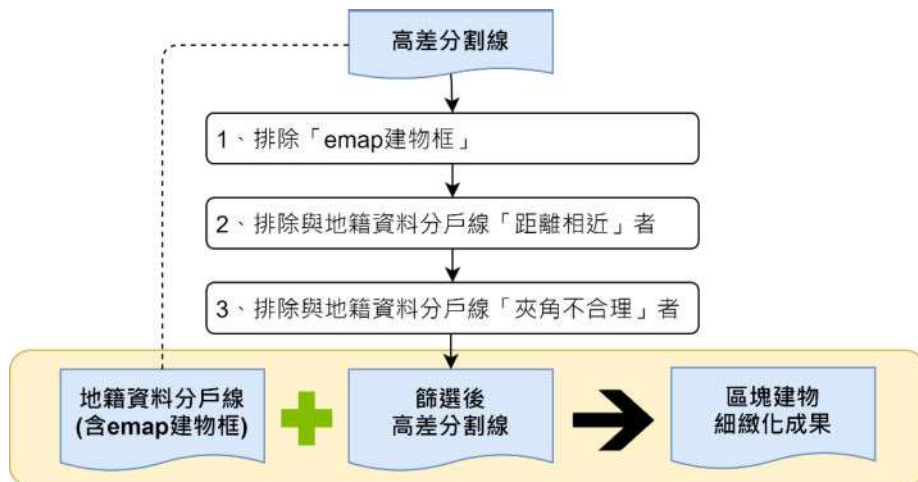 高差分割線
1、排除「emap建物框」
2、排除與地籍資料分戶線「距離相近」者
3、排除與地籍資料分戶線「夾角不合理」者
地籍資料分戶線
(含emap建物框)
篩選後
高差分割線
區塊建物
細緻化成果